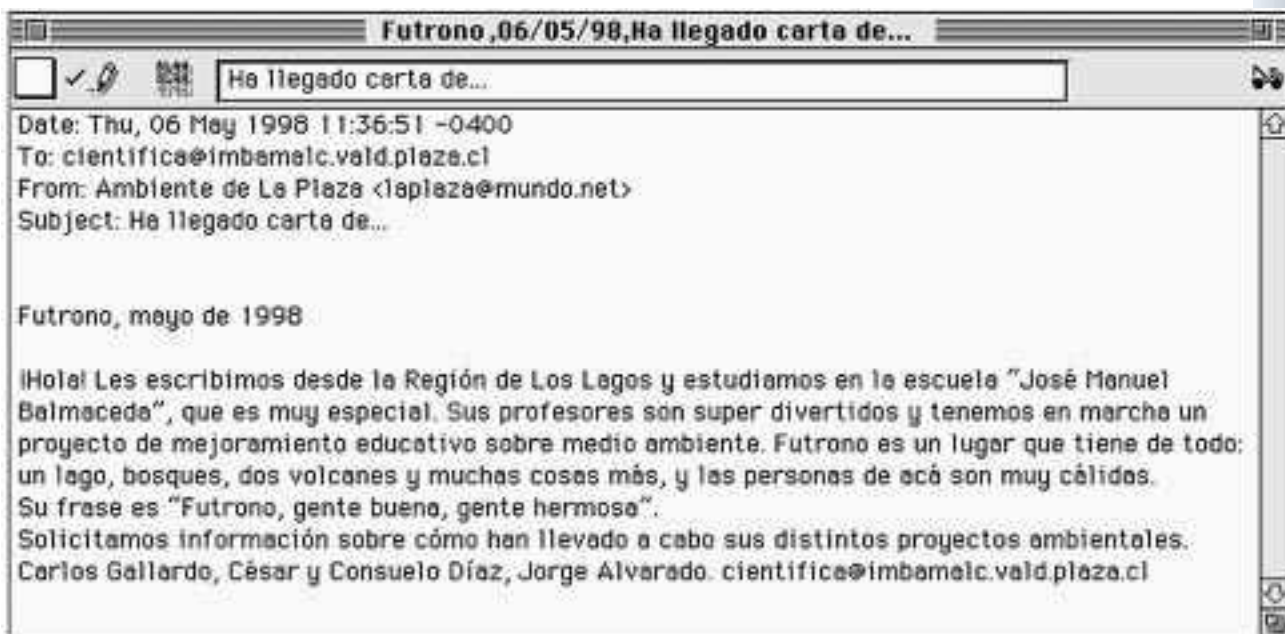 Futrono,06/05/98,Ha llegado carta de...
Ha llegado carta de...
Date: Thu, 06 May 1998 11:36:51 -0400
To: cientifica@imbamalc.vald.plaza.cl
From: Ambiente de La Plaza <laplaza@mundo.net>
Subject: Ha llegado carta de...
Futrono, mayo de 1998
¡Hola! Les escribimos desde la Región de Los Lagos y estudiamos en la escuela "José Manuel
Balmaceda", que es muy especial. Sus profesores son super divertidos y tenemos en marcha un
proyecto de mejoramiento educativo sobre medio ambiente. Futrono es un lugar que tiene de todo:
un lago, bosques, dos volcanes y muchas cosas más, y las personas de acá son muy cálidas.
Su frase es "Futrono, gente buena, gente hermosa".
Solicitamos información sobre cómo han llevado a cabo sus distintos proyectos ambientales.
Carlos Gallardo, César y Consuelo Díaz, Jorge Alvarado. cientifica@imbamalc.vald.plaza.cl